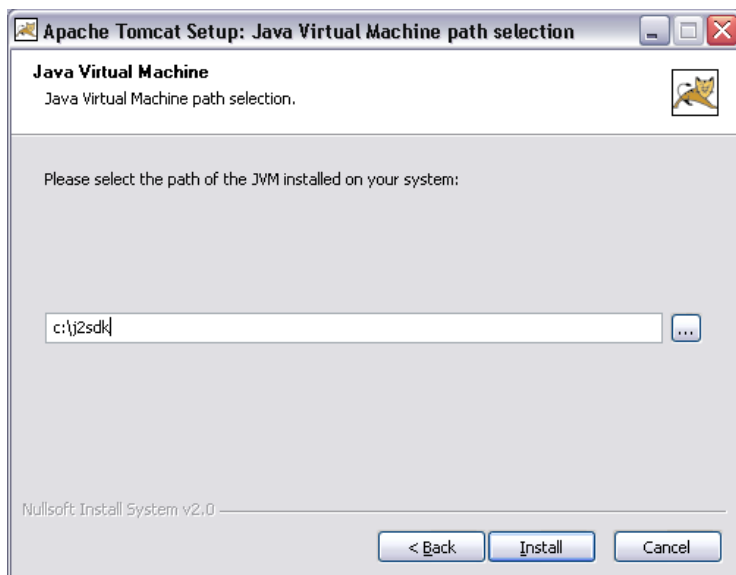 Apache Tomcat Setup: Java Virtual Machine path selection
Java Virtual Machine
Java Virtual Machine path selection.
Please select the path of the JVM installed on your system:
c:\j2sdk
...
Nullsoft Install System v2.0
< Back
Install
Cancel